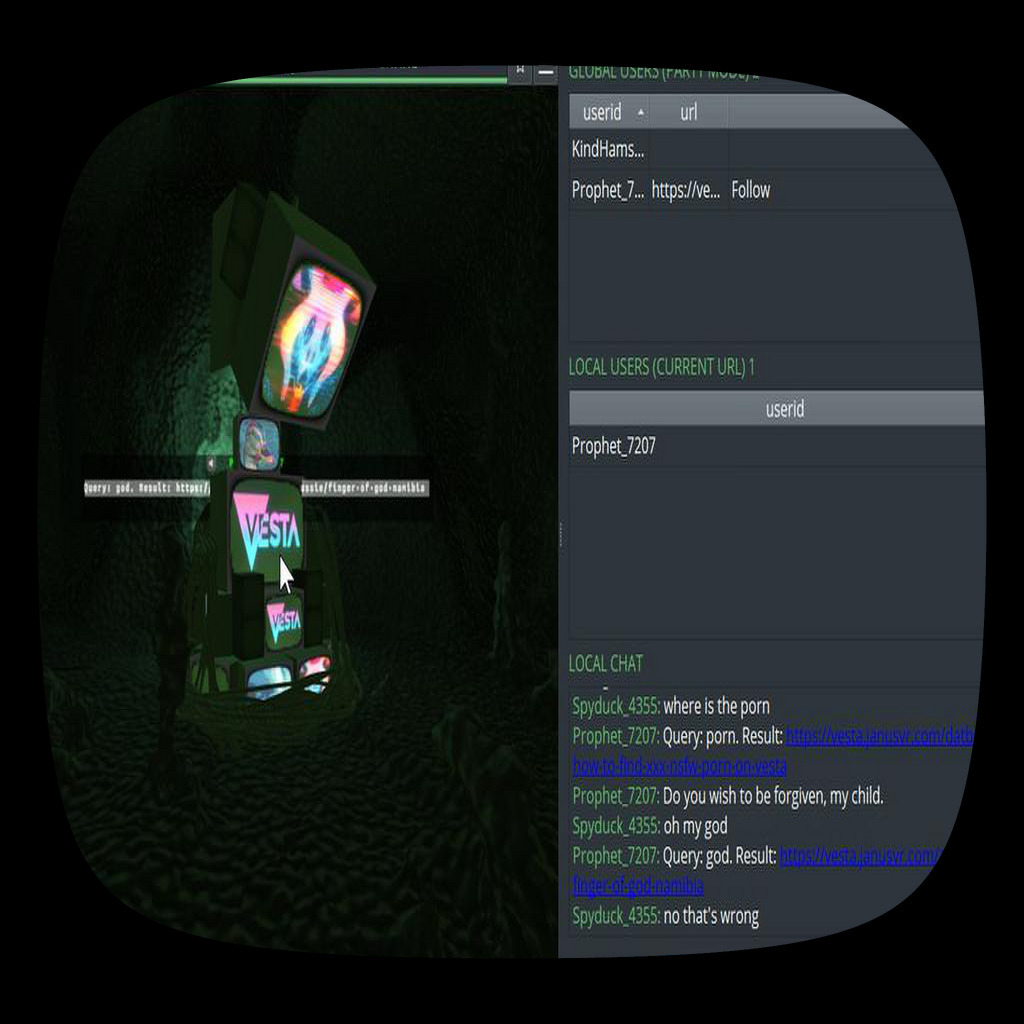 GLOBAL USERS (PARTY MODE) 2
userid url
KindHams...
Prophet_7... https://ve... Follow
LOCAL USERS (CURRENT URL) 1
userid
Prophet_7207
Query: god. Result: https:/ assie/finger-of-god-namibia
VESTA
VESTA
LOCAL CHAT
Spyduck_4355: where is the porn
Prophet_7207: Query: porn. Result: https://vesta.janusvr.com/datb
how-to-find-xxx-nsfw-porn-on-vesta
Prophet_7207: Do you wish to be forgiven, my child.
Spyduck_4355: oh my god
Prophet_7207: Query: god. Result: https://vesta.janusvr.com/
finger-of-god-namibia
Spyduck_4355: no that's wrong